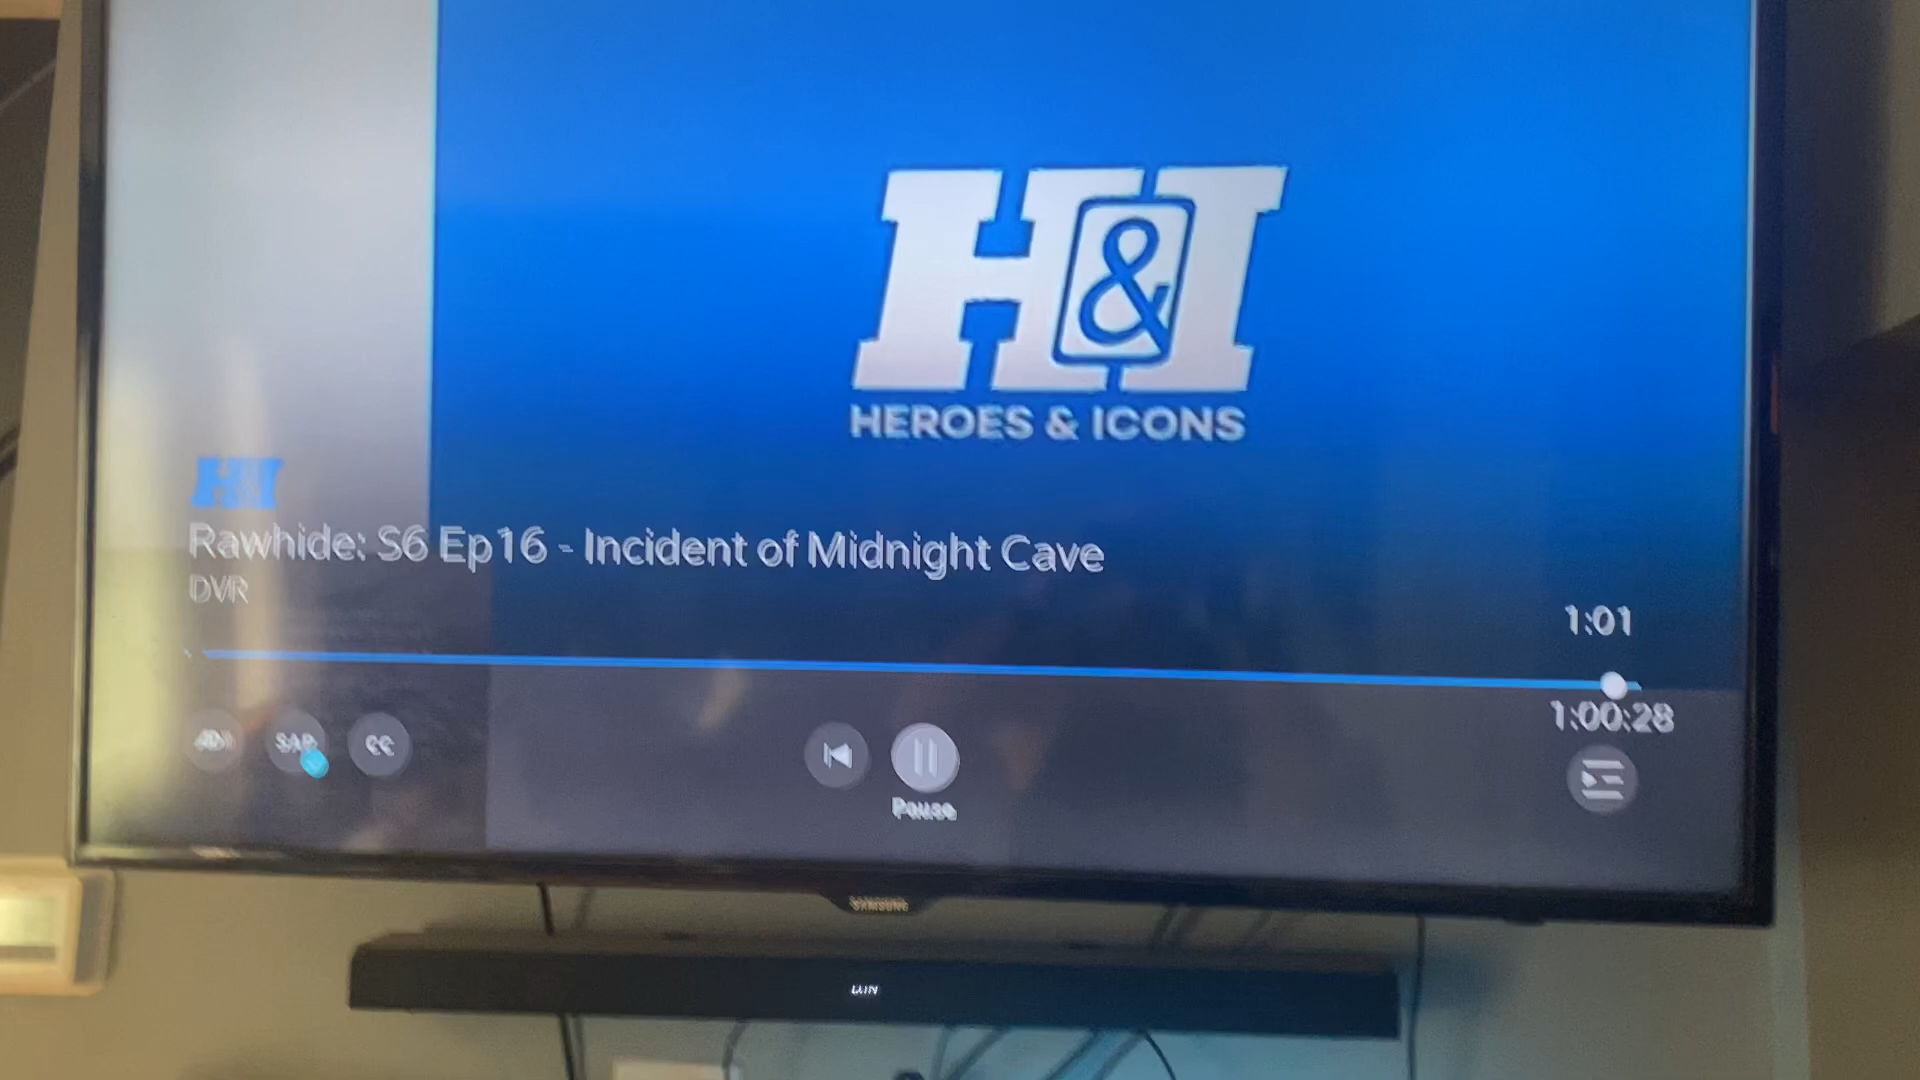 H&I
HEROES & ICONS
H&I
Rawhide: S6 Ep16 - Incident of Midnight Cave
DVR
1:01
1:00:28
SAP
CC
Pause
SAMSUNG